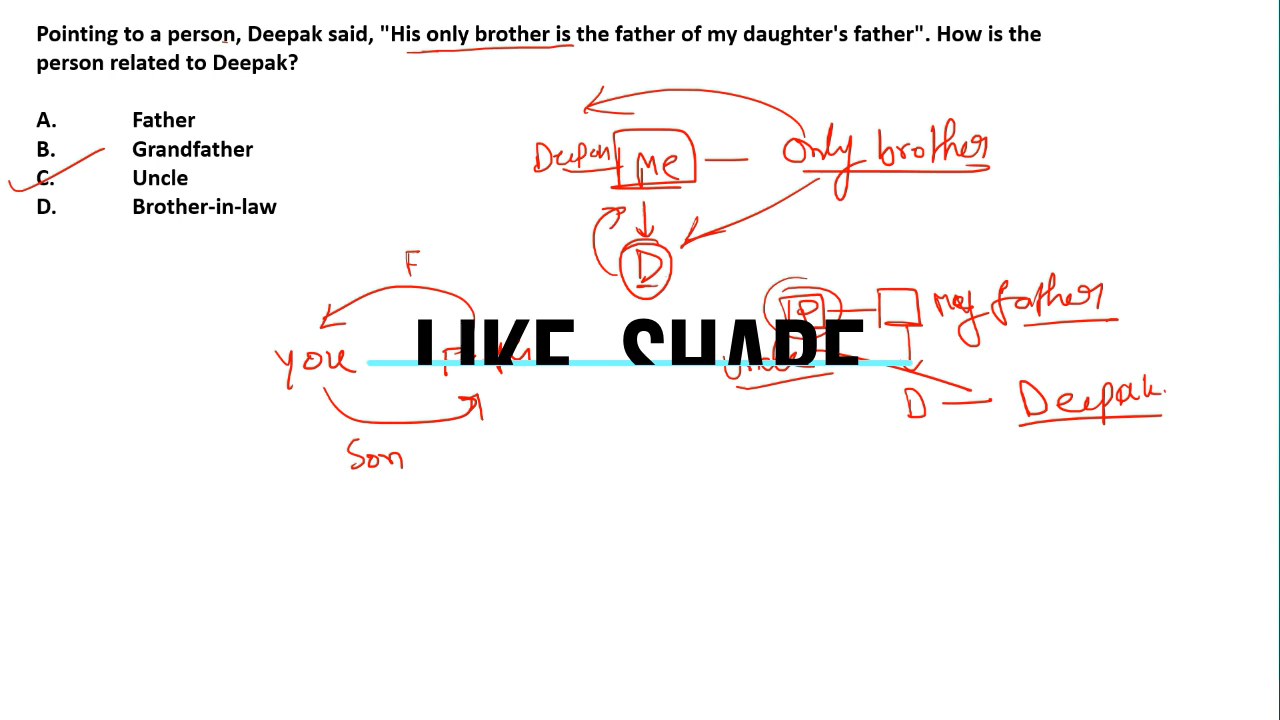 Pointing to a person, Deepak said, "His only brother is the father of my daughter's father". How is the
person related to Deepak?
A. Father
B. Grandfather
C. Uncle
D. Brother-in-law
Me
only brother
D
F
my father
LIKE SHARE
you
D
Deepak
Son